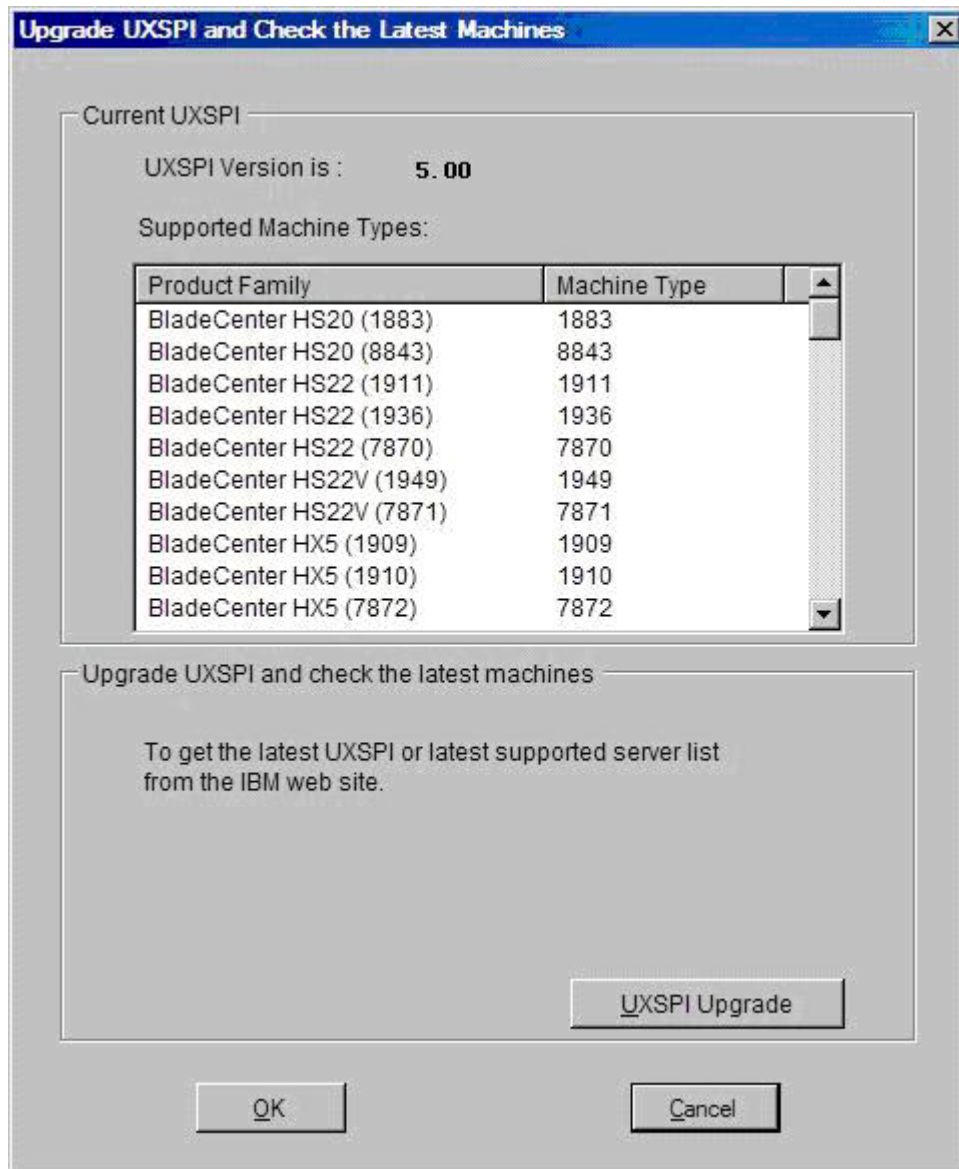 Upgrade UXSPI and Check the Latest Machines
Current UXSPI
UXSPI Version is : 5.00
Supported Machine Types:
Product Family Machine Type
BladeCenter HS20 (1883) 1883
BladeCenter HS20 (8843) 8843
BladeCenter HS22 (1911) 1911
BladeCenter HS22 (1936) 1936
BladeCenter HS22 (7870) 7870
BladeCenter HS22V (1949) 1949
BladeCenter HS22V (7871) 7871
BladeCenter HX5 (1909) 1909
BladeCenter HX5 (1910) 1910
BladeCenter HX5 (7872) 7872
Upgrade UXSPI and check the latest machines
To get the latest UXSPI or latest supported server list
from the IBM web site.
UXSPI Upgrade
OK Cancel